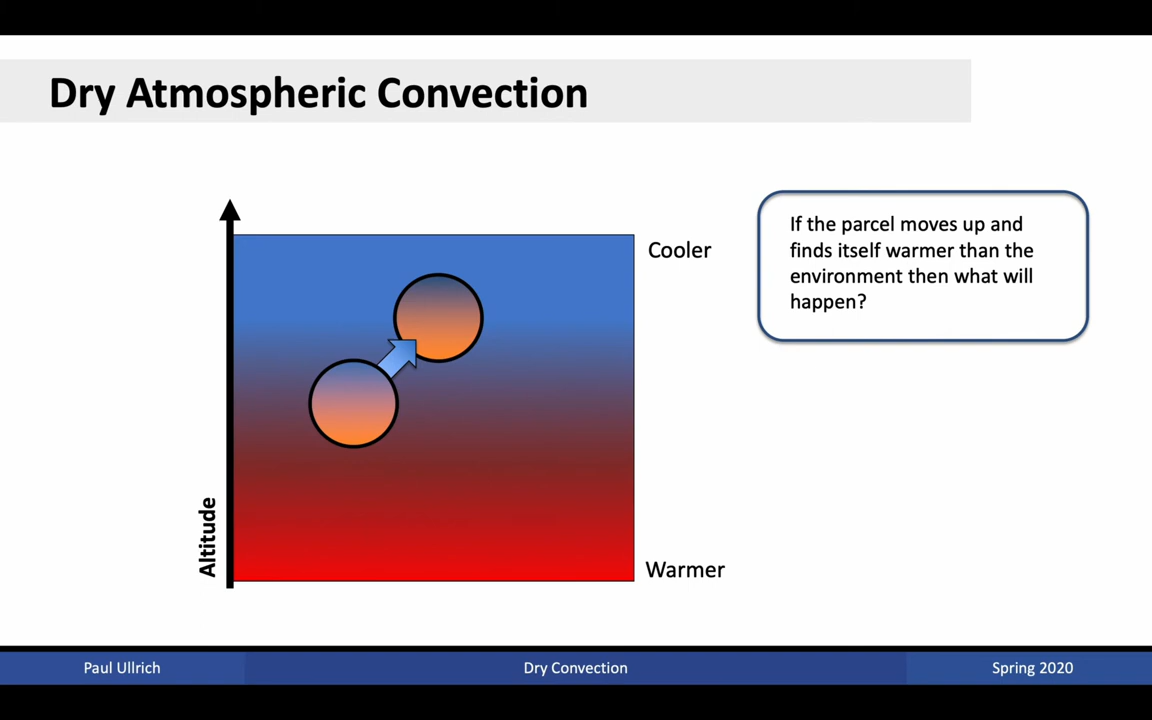 Dry Atmospheric Convection
If the parcel moves up and
finds itself warmer than the
environment then what will
happen?
Cooler
Altitude
Warmer
Paul Ullrich
Dry Convection
Spring 2020